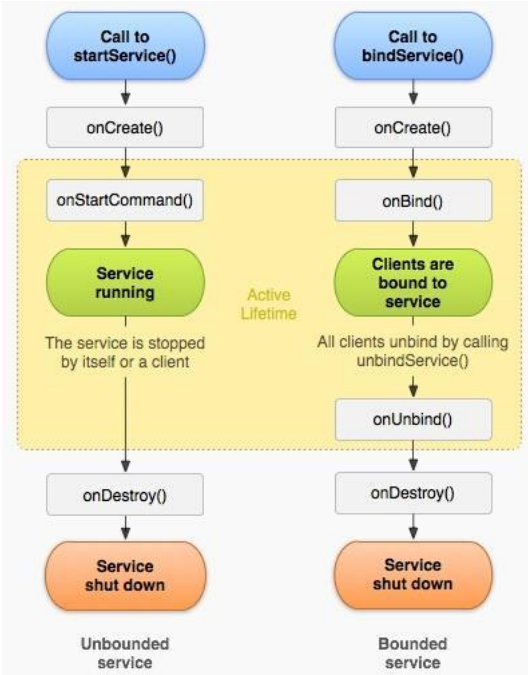 Call to
startService()
onCreate()
onStartCommand()
Service
running
The service is stopped
by itself or a client
onDestroy()
Service
shut down
Unbounded
service
Active
Lifetime
Call to
bindService()
onCreate()
onBind()
Clients are
bound to
service
All clients unbind by calling
unbindService()
onUnbind()
onDestroy()
Service
shut down
Bounded
service